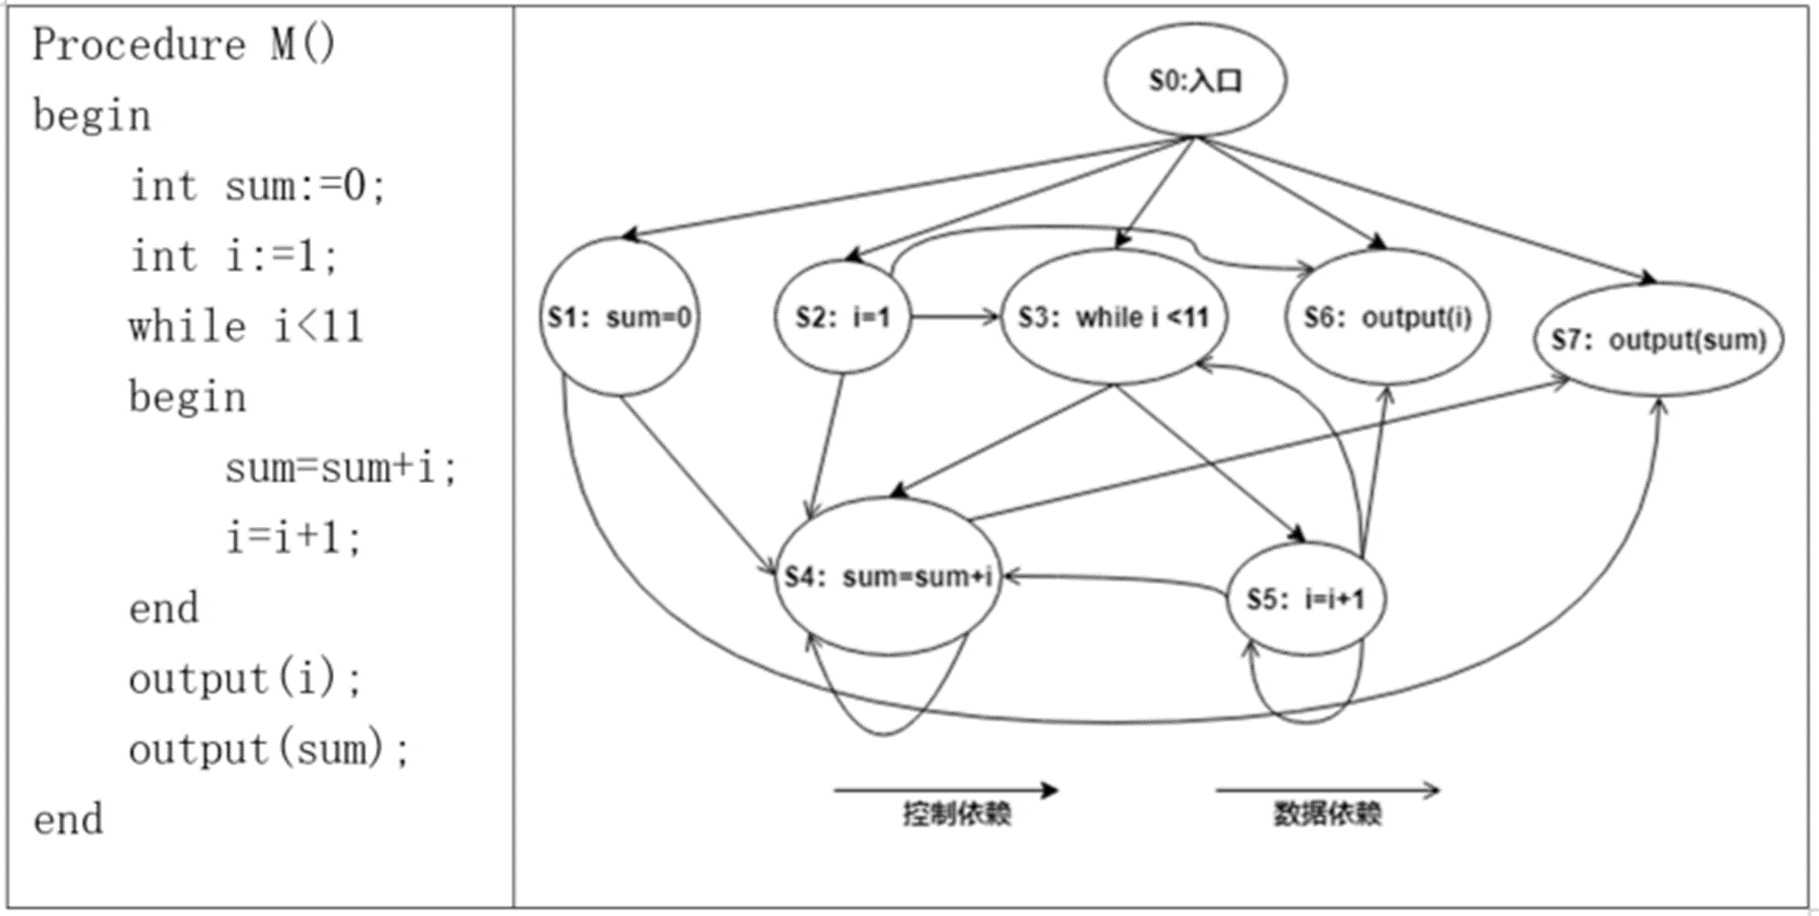 Procedure M()
begin
int sum:=0;
int i:=1;
while i<11
begin
sum=sum+i;
i=i+1;
end
output(i);
output(sum);
end
S0:入口
S1: sum=0
S2: i=1
S3: while i <11
S6: output(i)
S7: output(sum)
S4: sum=sum+i
S5: i=i+1
控制依赖
数据依赖